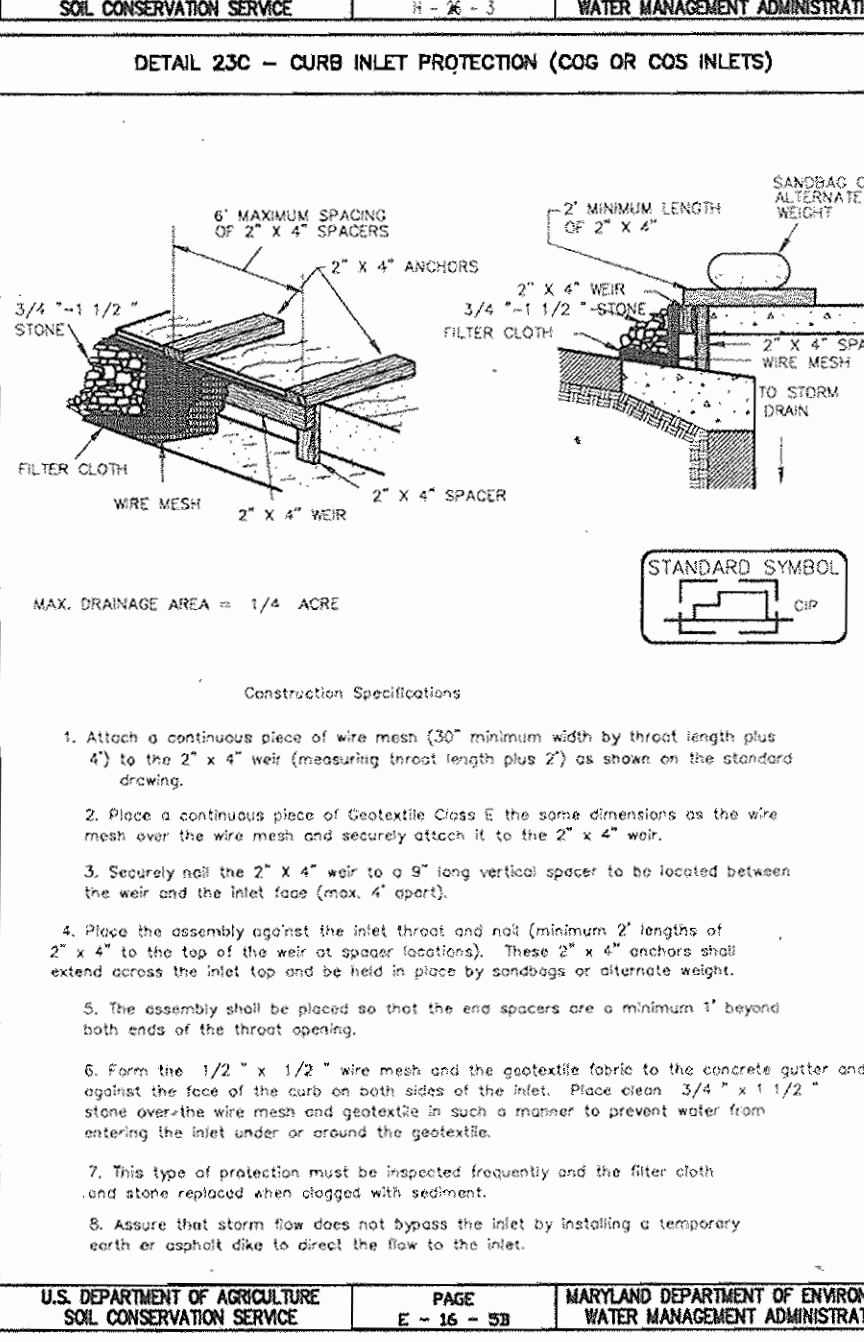 SOIL CONSERVATION SERVICE
WATER MANAGEMENT ADMINISTRATI
DETAIL 23C - CURB INLET PROTECTION (COG OR COS INLETS)
6' MAXIMUM SPACING
OF 2" X 4" SPACERS
2" X 4" ANCHORS
3/4 "-1 1/2 "
STONE
FILTER CLOTH
WIRE MESH
2" X 4" WEIR
2" X 4" SPACER
2' MINIMUM LENGTH
OF 2" X 4"
SANDBAG O
ALTERNATE
WEIGHT
2" X 4" WEIR
3/4 "-1 1/2 "-STONE
FILTER CLOTH
2" X 4" SPA
WIRE MESH
TO STORM
DRAIN
STANDARD SYMBOL
CIP
MAX. DRAINAGE AREA = 1/4 ACRE
Construction Specifications
1. Attach a continuous piece of wire mesh (30" minimum width by throat length plus
4') to the 2" x 4" weir (measuring throat length plus 2') as shown on the standard
drawing.
2. Place a continuous piece of Geotextile Class E the same dimensions as the wire
mesh over the wire mesh and securely attach it to the 2" x 4" weir.
3. Securely nail the 2" X 4" weir to a 9" long vertical spacer to be located between
the weir and the inlet face (max. 4' apart).
4. Place the assembly against the inlet throat and nail (minimum 2' lengths of
2" x 4" to the top of the weir at spacer locations). These 2" x 4" anchors shall
extend across the inlet top and be held in place by sandbags or alternate weight.
5. The assembly shall be placed so that the end spacers are a minimum 1' beyond
both ends of the throat opening.
6. Form the 1/2 " x 1/2 " wire mesh and the geotextile fabric to the concrete gutter and
against the face of the curb on both sides of the inlet. Place clean 3/4 " x 1 1/2 "
stone over the wire mesh and geotextile in such a manner to prevent water from
entering the inlet under or around the geotextile.
7. This type of protection must be inspected frequently and the filter cloth
and stone replaced when clogged with sediment.
8. Assure that storm flow does not bypass the inlet by installing a temporary
earth or asphalt dike to direct the flow to the inlet.
U.S. DEPARTMENT OF AGRICULTURE
SOIL CONSERVATION SERVICE
PAGE
E - 16 - 5B
MARYLAND DEPARTMENT OF ENVIRON
WATER MANAGEMENT ADMINISTRAT